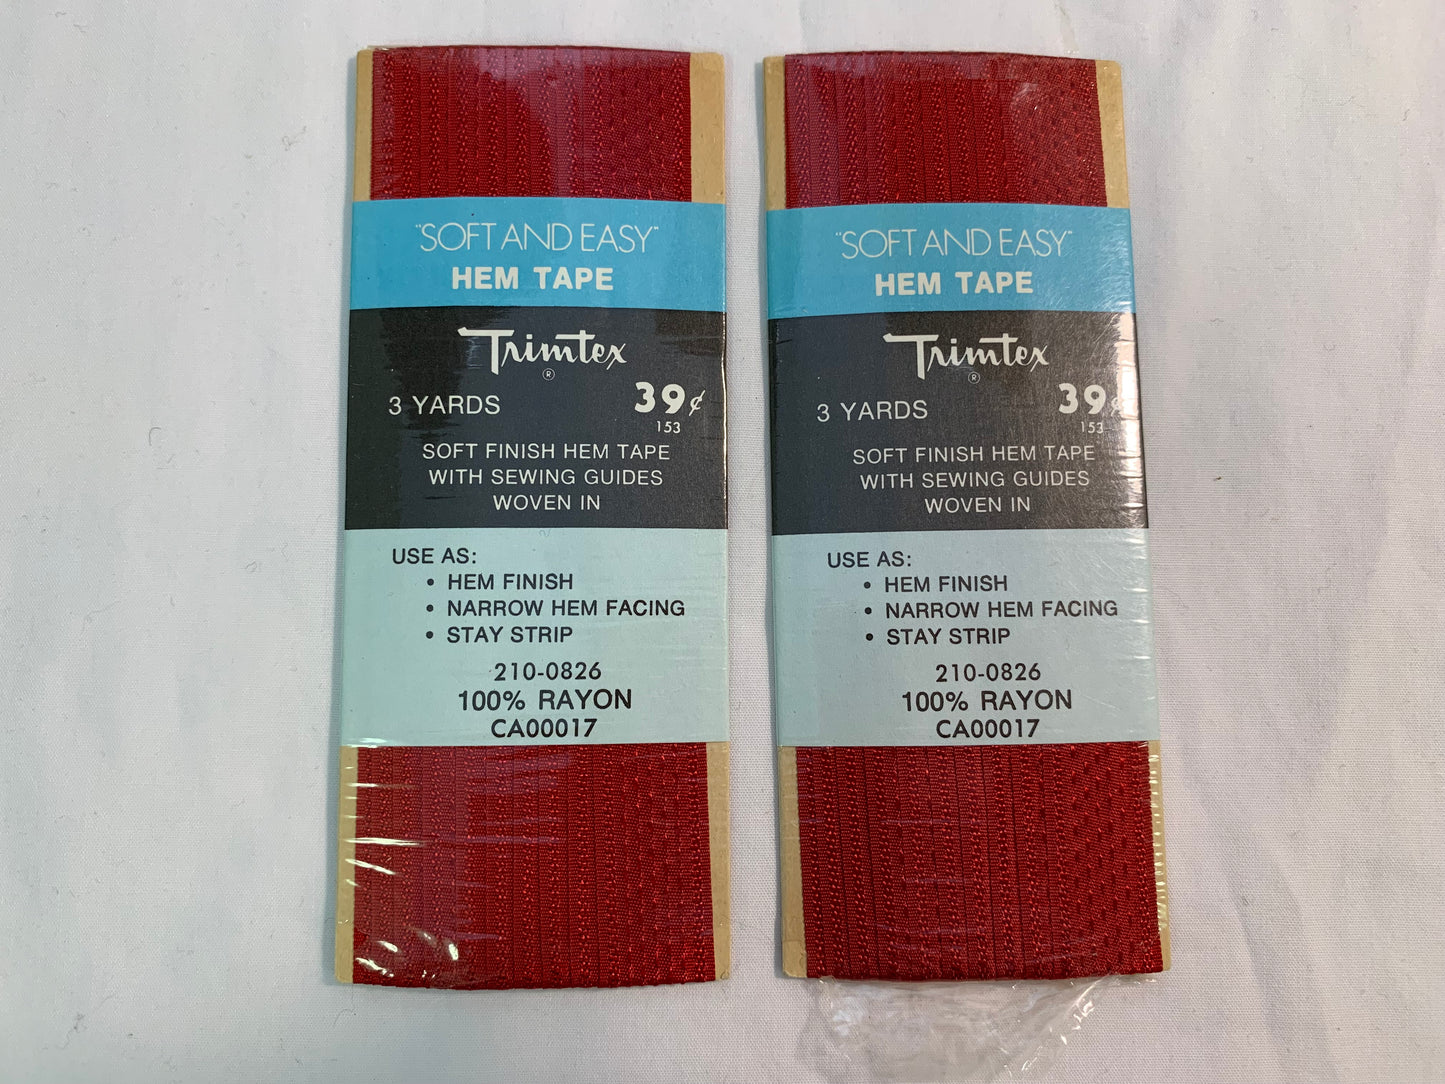 "SOFT AND EASY"
HEM TAPE
Trimtex
®
3 YARDS
39¢
153
SOFT FINISH HEM TAPE
WITH SEWING GUIDES
WOVEN IN
USE AS:
• HEM FINISH
• NARROW HEM FACING
• STAY STRIP
210-0826
100% RAYON
CA00017
"SOFT AND EASY"
HEM TAPE
Trimtex
®
3 YARDS
39¢
153
SOFT FINISH HEM TAPE
WITH SEWING GUIDES
WOVEN IN
USE AS:
• HEM FINISH
• NARROW HEM FACING
• STAY STRIP
210-0826
100% RAYON
CA00017